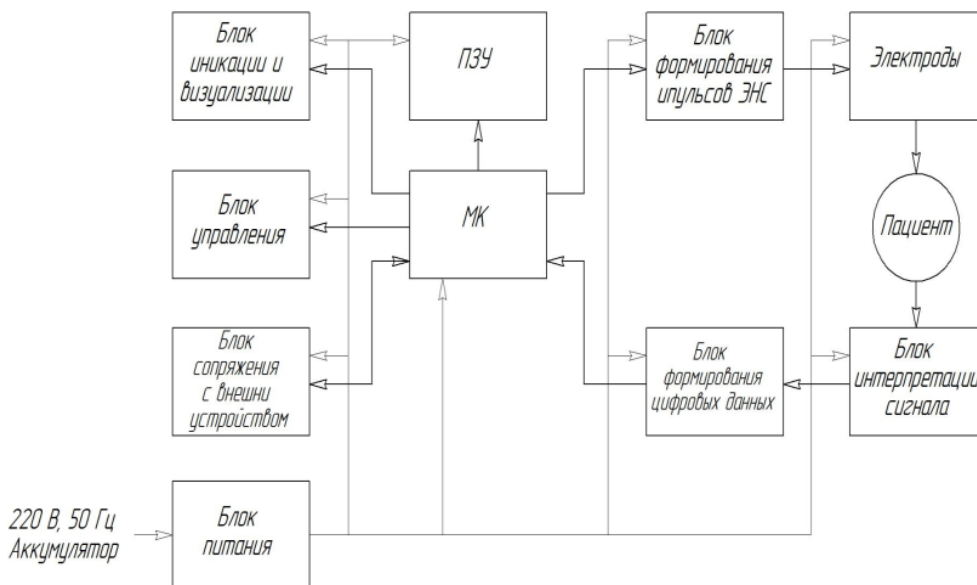 Блок
иникации и
визуализации
ПЗУ
Блок
формирования
ипульсов ЭНС
Электроды
Блок
управления
МК
Пациент
Блок
сопряжения
с внешни
устройством
Блок
формирования
цифровых данных
Блок
интерпретации
сигнала
220 В, 50 Гц
Аккумулятор
Блок
питания